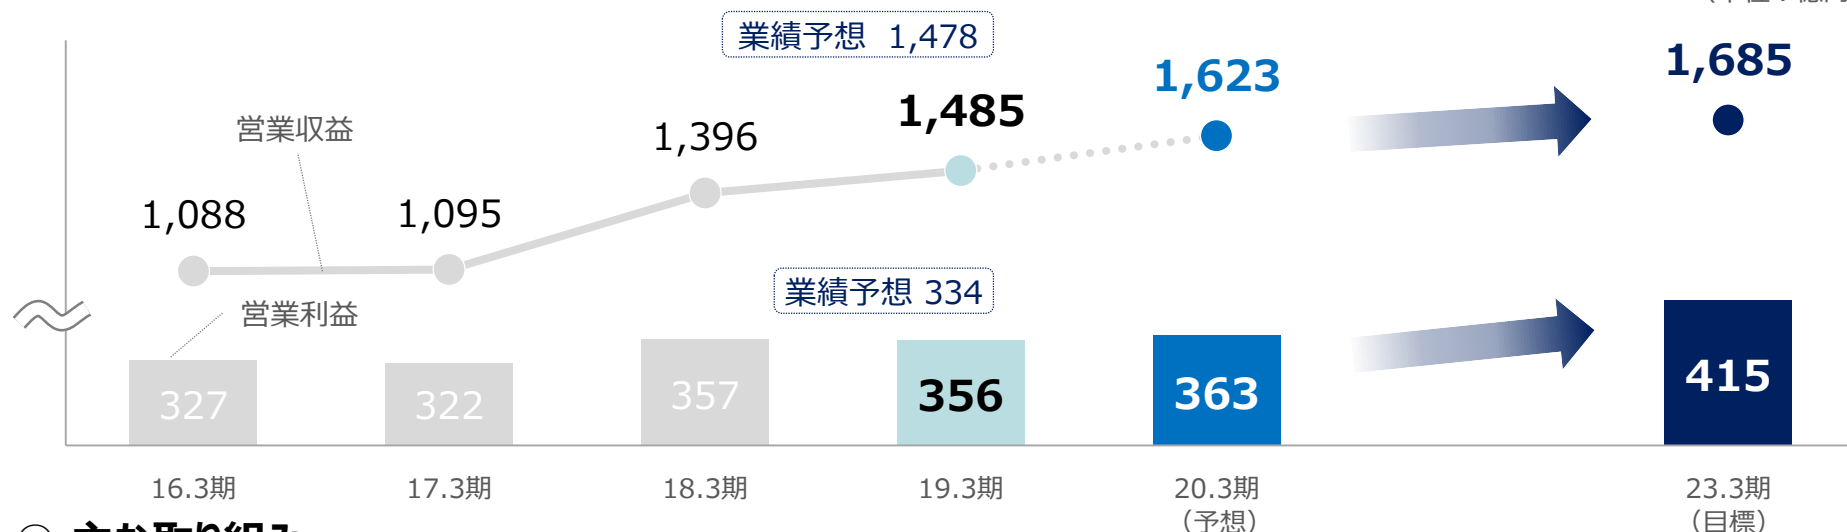 業績予想 1,478
1,685
1,623
1,485
営業収益
1,396
1,088
1,095
業績予想 334
営業利益
327
322
357
356
363
415
16.3期
17.3期
18.3期
19.3期
20.3期
(予想)
23.3期
(目標)